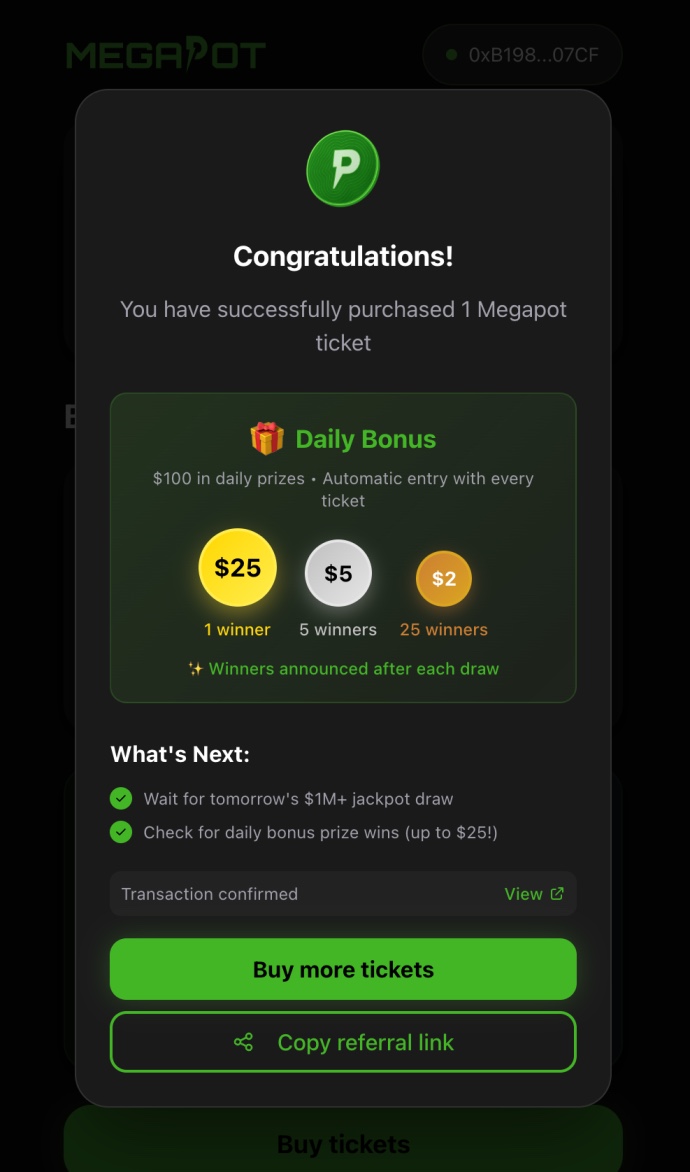 MEGAPOT
0xB198...07CF
Congratulations!
You have successfully purchased 1 Megapot
ticket
🎁 Daily Bonus
$100 in daily prizes • Automatic entry with every
ticket
$25 $5 $2
1 winner 5 winners 25 winners
✨ Winners announced after each draw
What's Next:
Wait for tomorrow's $1M+ jackpot draw
Check for daily bonus prize wins (up to $25!)
Transaction confirmed View
Buy more tickets
Copy referral link
Buy tickets